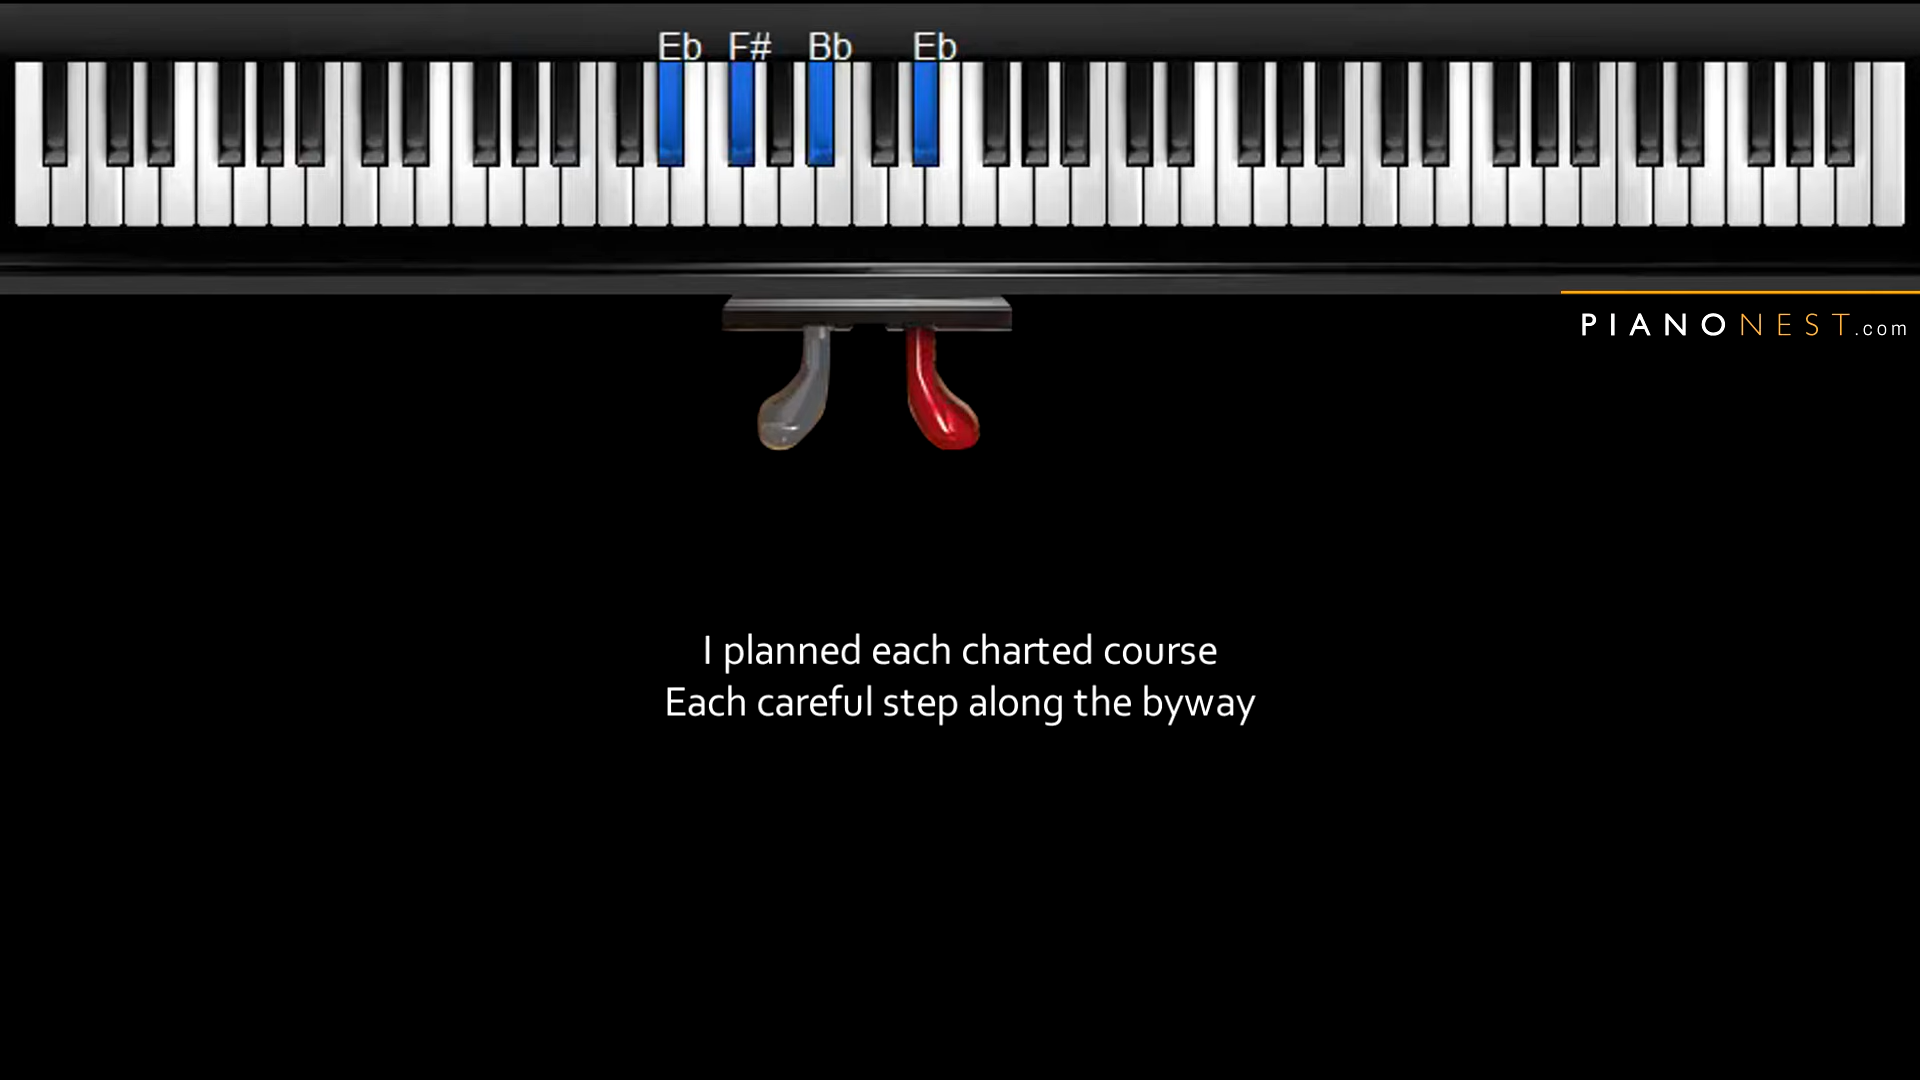 Eb F# Bb Eb
PIANONEST.com
I planned each charted course
Each careful step along the byway